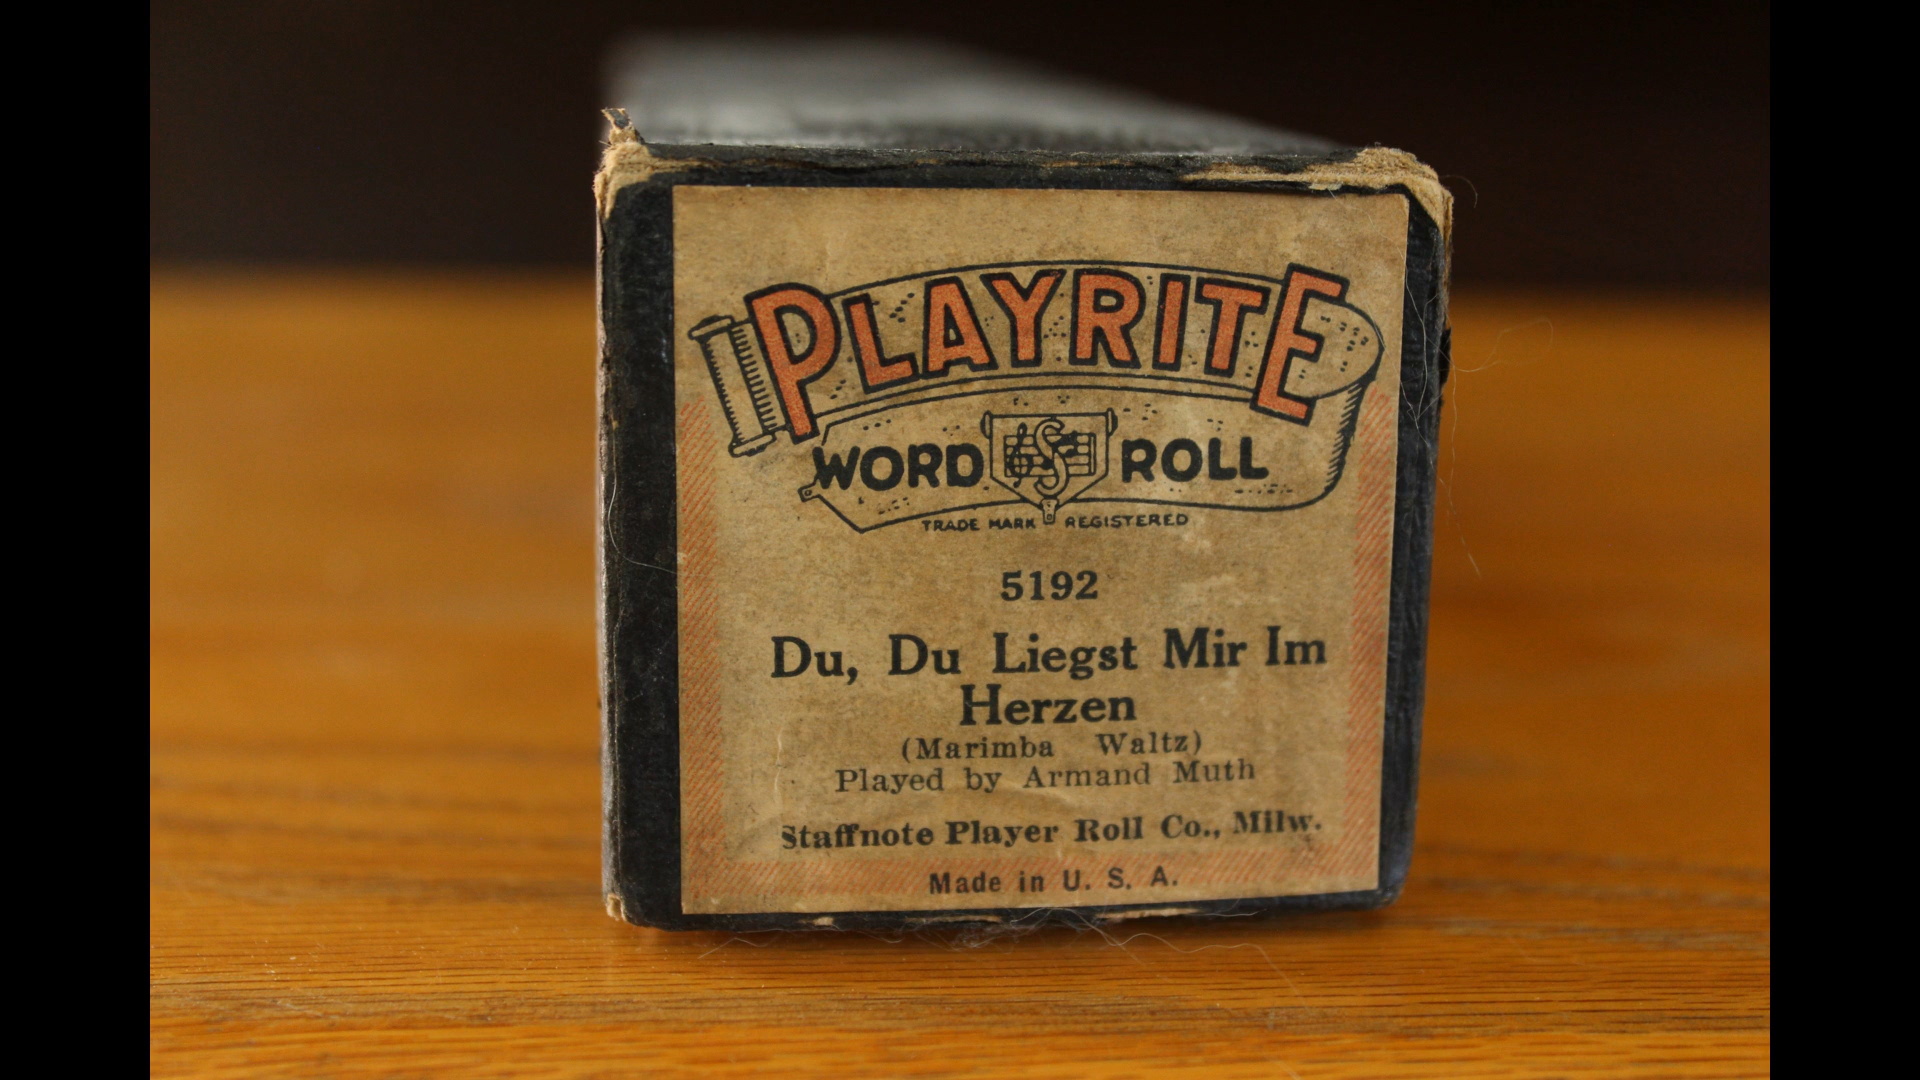 PLAYRITE
WORD S ROLL
TRADE MARK REGISTERED
5192
Du, Du Liegst Mir Im
Herzen
(Marimba Waltz)
Played by Armand Muth
Staffnote Player Roll Co., Milw.
Made in U. S. A.